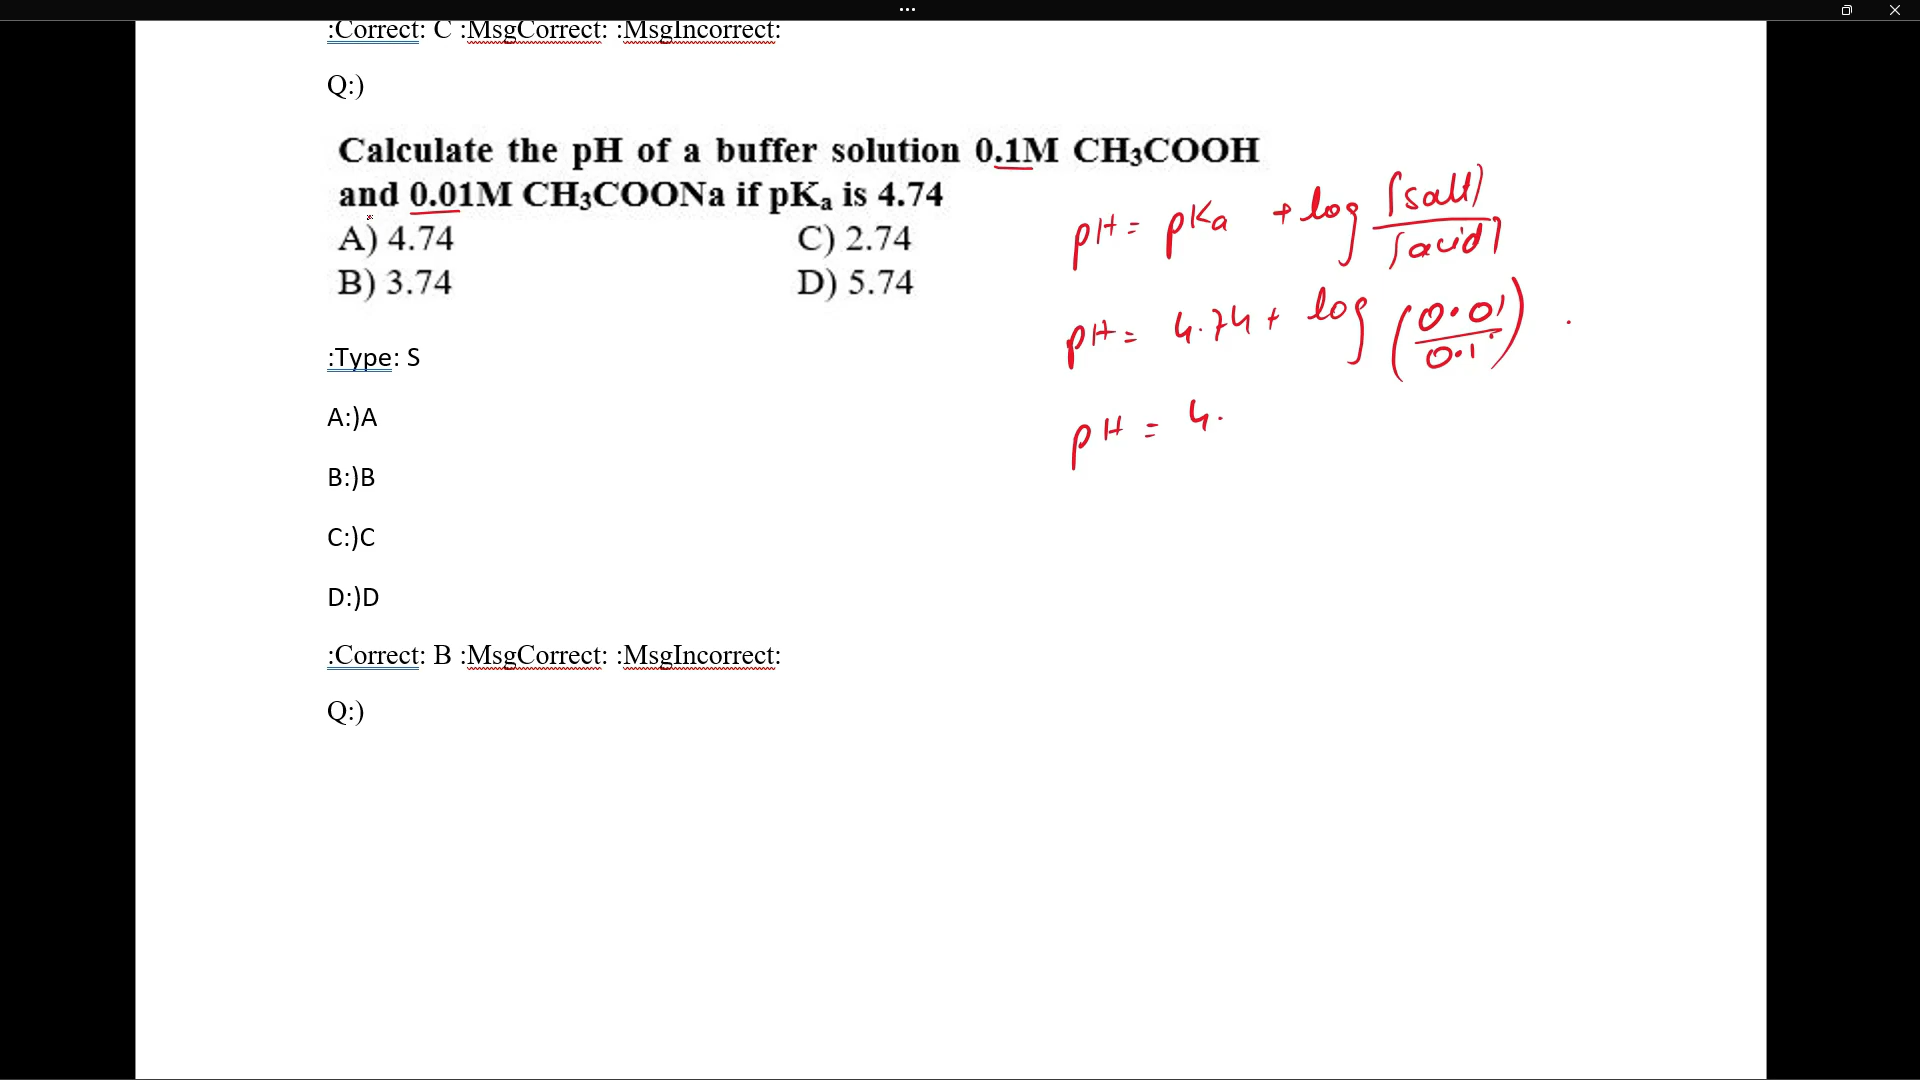 :Correct: C :MsgCorrect: :MsgIncorrect:
Q:)
Calculate the pH of a buffer solution 0.1M CH₃COOH
and 0.01M CH₃COONa if pKₐ is 4.74
A) 4.74 C) 2.74
B) 3.74 D) 5.74
pH = pKa + log [salt]/[acid]
pH = 4.74 + log (0.01/0.1)
pH = 4.
:Type: S
A:)A
B:)B
C:)C
D:)D
:Correct: B :MsgCorrect: :MsgIncorrect:
Q:)